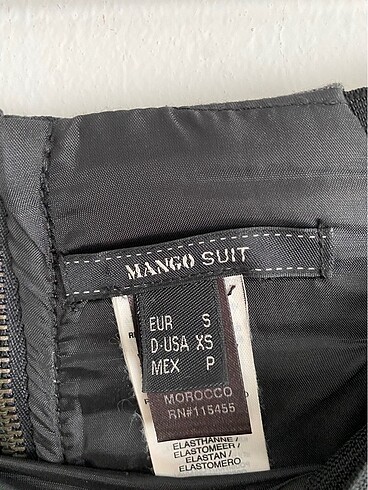 MANGO SUIT
EUR S
D-USA XS
MEX P
MOROCCO
RN#115455
ELASTHANNE /
ELASTOMEER /
ELASTAN /
ELASTOMERO